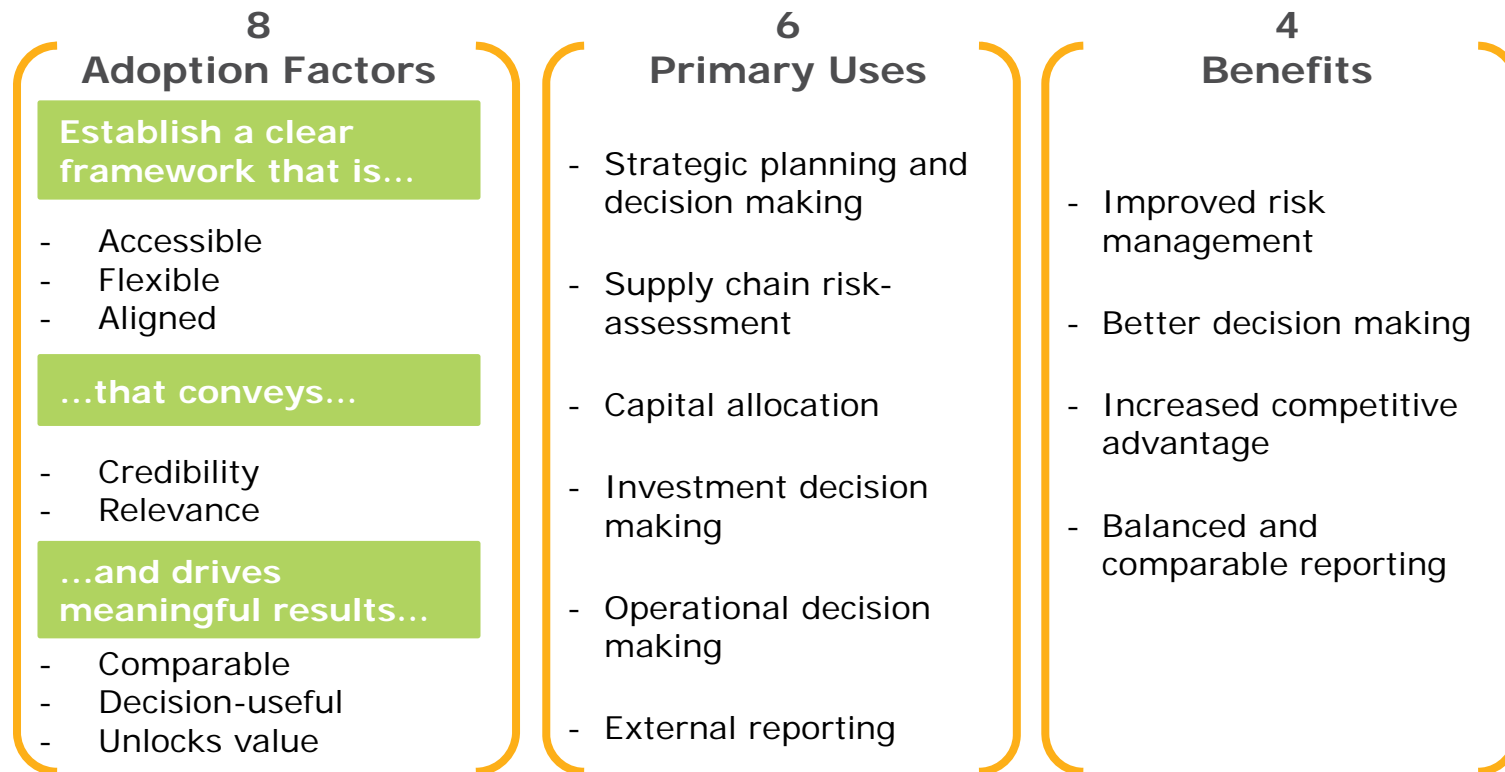 8
Adoption Factors
Establish a clear
framework that is...
- Accessible
- Flexible
- Aligned
...that conveys...
- Credibility
- Relevance
...and drives
meaningful results...
- Comparable
- Decision-useful
- Unlocks value
6
Primary Uses
- Strategic planning and
decision making
- Supply chain risk-
assessment
- Capital allocation
- Investment decision
making
- Operational decision
making
- External reporting
4
Benefits
- Improved risk
management
- Better decision making
- Increased competitive
advantage
- Balanced and
comparable reporting